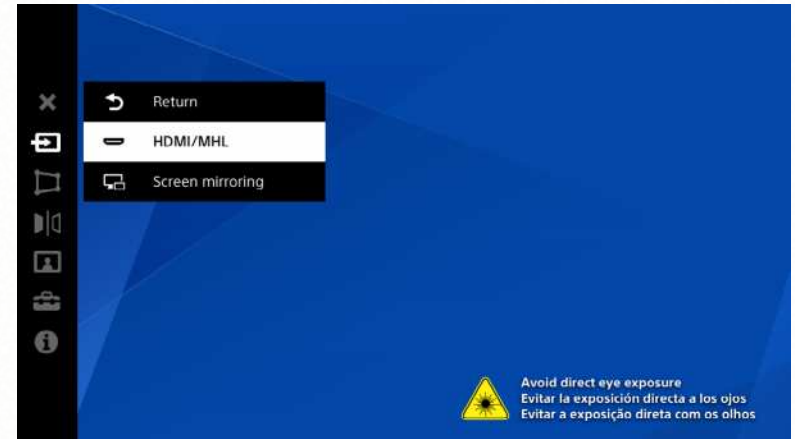 Return
HDMI/MHL
Screen mirroring
Avoid direct eye exposure
Evitar la exposición directa a los ojos
Evitar a exposição direta com os olhos